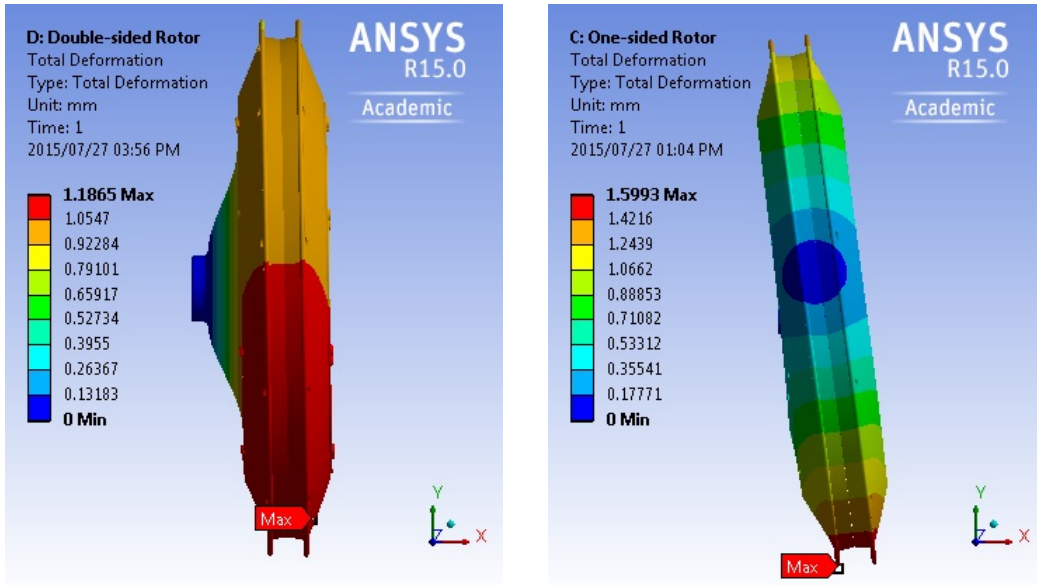 D: Double-sided Rotor
Total Deformation
Type: Total Deformation
Unit: mm
Time: 1
2015/07/27 03:56 PM
ANSYS
R15.0
Academic
1.1865 Max
1.0547
0.92284
0.79101
0.65917
0.52734
0.3955
0.26367
0.13183
0 Min
Max
Y
Z
X
C: One-sided Rotor
Total Deformation
Type: Total Deformation
Unit: mm
Time: 1
2015/07/27 01:04 PM
ANSYS
R15.0
Academic
1.5993 Max
1.4216
1.2439
1.0662
0.88853
0.71082
0.53312
0.35541
0.17771
0 Min
Max
Y
Z
X